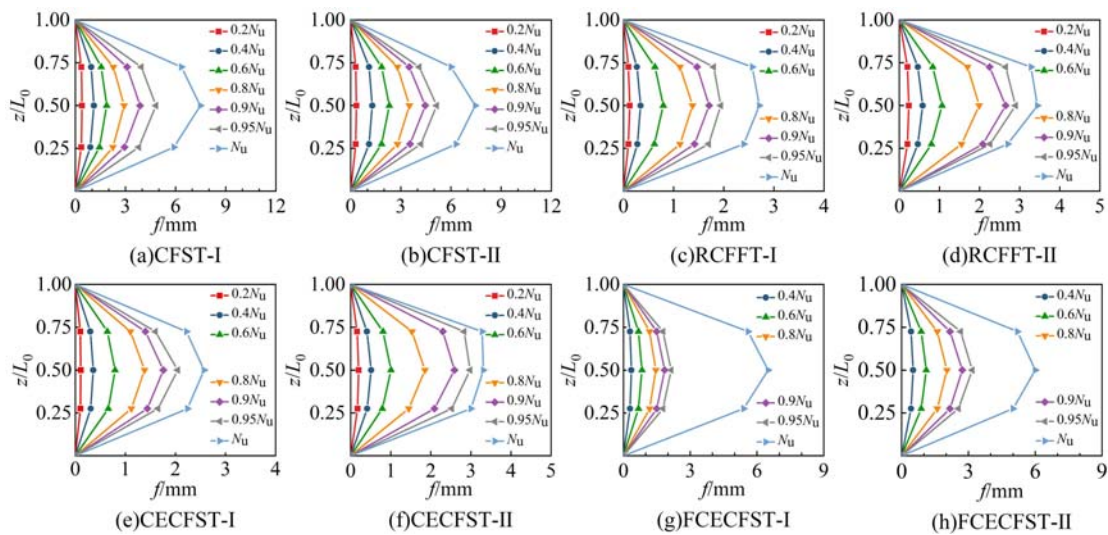 1.00
0.75
0.50
0.25
z/L0
0.2Nu
0.4Nu
0.6Nu
0.8Nu
0.9Nu
0.95Nu
Nu
0 3 6 9 12
f/mm
(a)CFST-I
1.00
0.75
0.50
0.25
z/L0
0.2Nu
0.4Nu
0.6Nu
0.8Nu
0.9Nu
0.95Nu
Nu
0 3 6 9 12
f/mm
(b)CFST-II
1.00
0.75
0.50
0.25
z/L0
0.2Nu
0.4Nu
0.6Nu
0.8Nu
0.9Nu
0.95Nu
Nu
0 1 2 3 4
f/mm
(c)RCFFT-I
1.00
0.75
0.50
0.25
z/L0
0.2Nu
0.4Nu
0.6Nu
0.8Nu
0.9Nu
0.95Nu
Nu
0 1 2 3 4 5
f/mm
(d)RCFFT-II
1.00
0.75
0.50
0.25
z/L0
0.2Nu
0.4Nu
0.6Nu
0.8Nu
0.9Nu
0.95Nu
Nu
0 1 2 3 4
f/mm
(e)CECFST-I
1.00
0.75
0.50
0.25
z/L0
0.2Nu
0.4Nu
0.6Nu
0.8Nu
0.9Nu
0.95Nu
Nu
0 1 2 3 4 5
f/mm
(f)CECFST-II
1.00
0.75
0.50
0.25
z/L0
0.4Nu
0.6Nu
0.8Nu
0.9Nu
0.95Nu
Nu
0 3 6 9
f/mm
(g)FCECFST-I
1.00
0.75
0.50
0.25
z/L0
0.4Nu
0.6Nu
0.8Nu
0.9Nu
0.95Nu
Nu
0 3 6 9
f/mm
(h)FCECFST-II